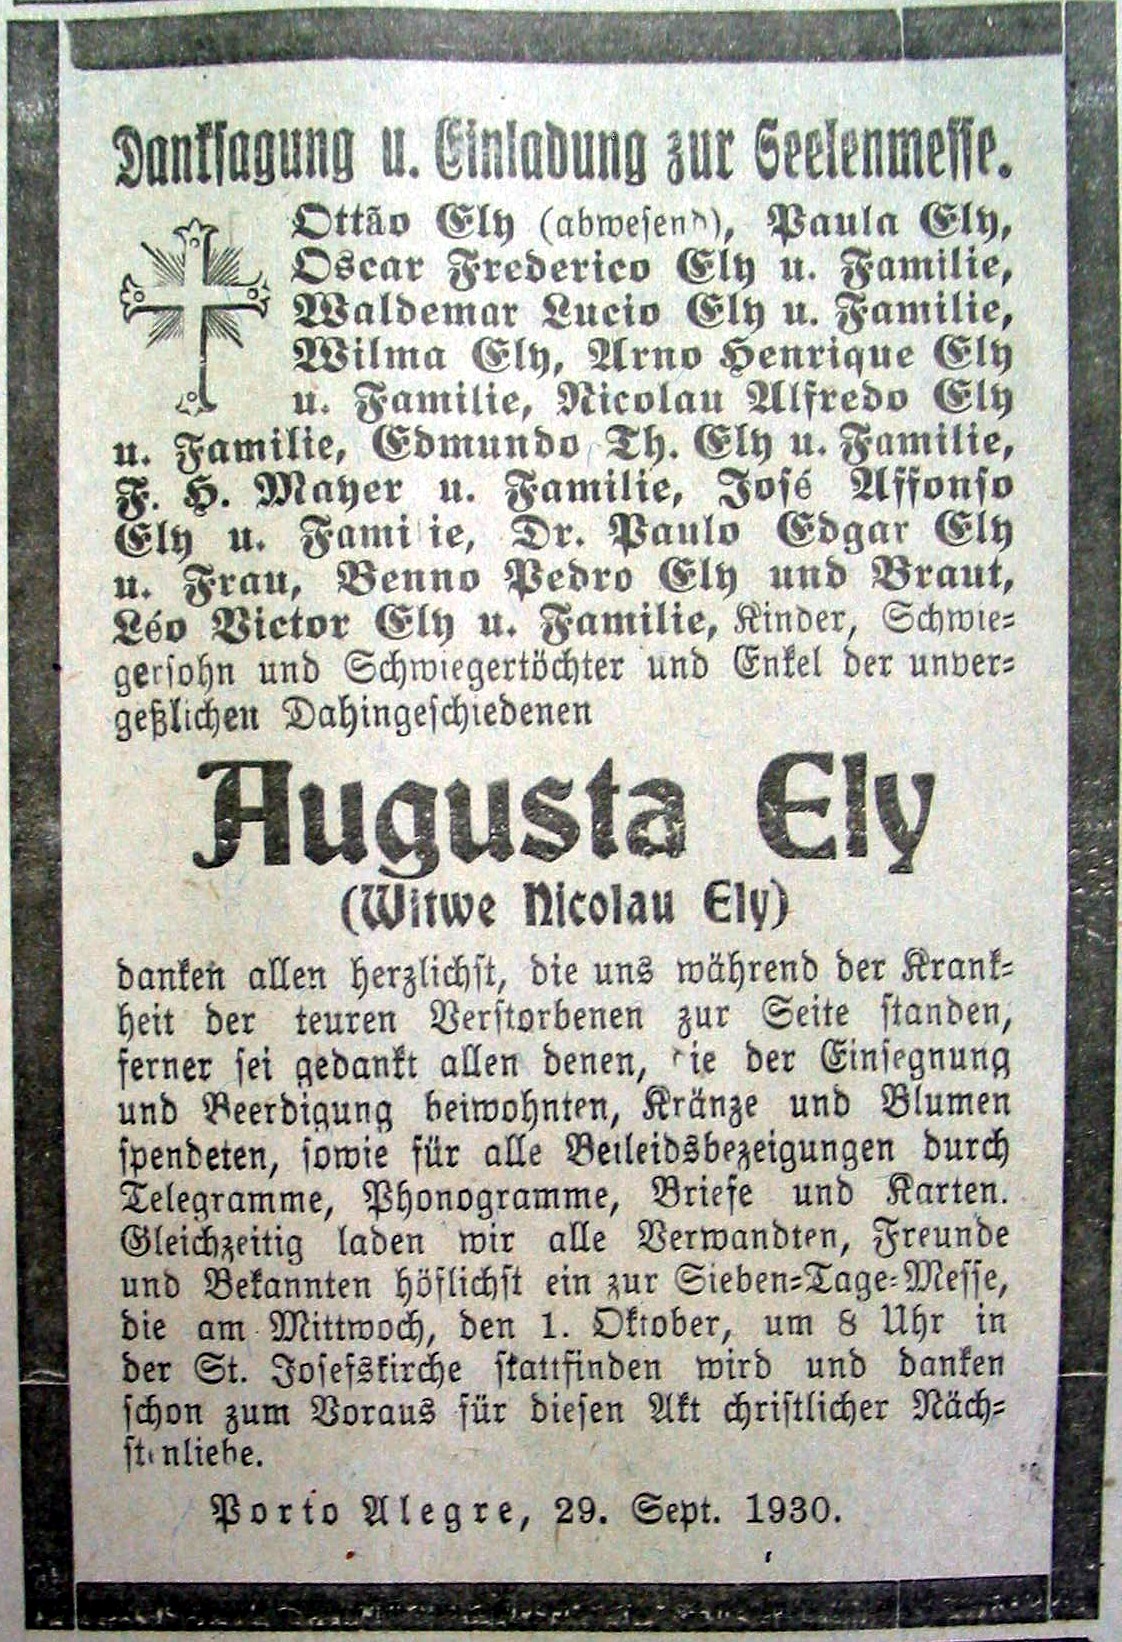 Danksagung u. Einladung zur Seelenmesse.
Ottão Ely (abwesend), Paula Ely,
Oscar Frederico Ely u. Familie,
Waldemar Lucio Ely u. Familie,
Wilma Ely, Arno Henrique Ely
u. Familie, Nicolau Alfredo Ely
u. Familie, Edmundo Th. Ely u. Familie,
F. H. Mayer u. Familie, José Affonso
Ely u. Familie, Dr. Paulo Edgar Ely
u. Frau, Benno Pedro Ely und Braut,
Léo Victor Ely u. Familie, Kinder, Schwie-
gersohn und Schwiegertöchter und Enkel der unver-
geßlichen Dahingeschiedenen
Augusta Ely
(Witwe Nicolau Ely)
danken allen herzlichst, die uns während der Krank-
heit der teuren Verstorbenen zur Seite standen,
ferner sei gedankt allen denen, die der Einsegnung
und Beerdigung beiwohnten, Kränze und Blumen
spendeten, sowie für alle Beileidsbezeigungen durch
Telegramme, Phonogramme, Briefe und Karten.
Gleichzeitig laden wir alle Verwandten, Freunde
und Bekannten höflichst ein zur Sieben-Tage-Messe,
die am Mittwoch, den 1. Oktober, um 8 Uhr in
der St. Josefskirche stattfinden wird und danken
schon zum Voraus für diesen Akt christlicher Näch-
stenliebe.
Porto Alegre, 29. Sept. 1930.